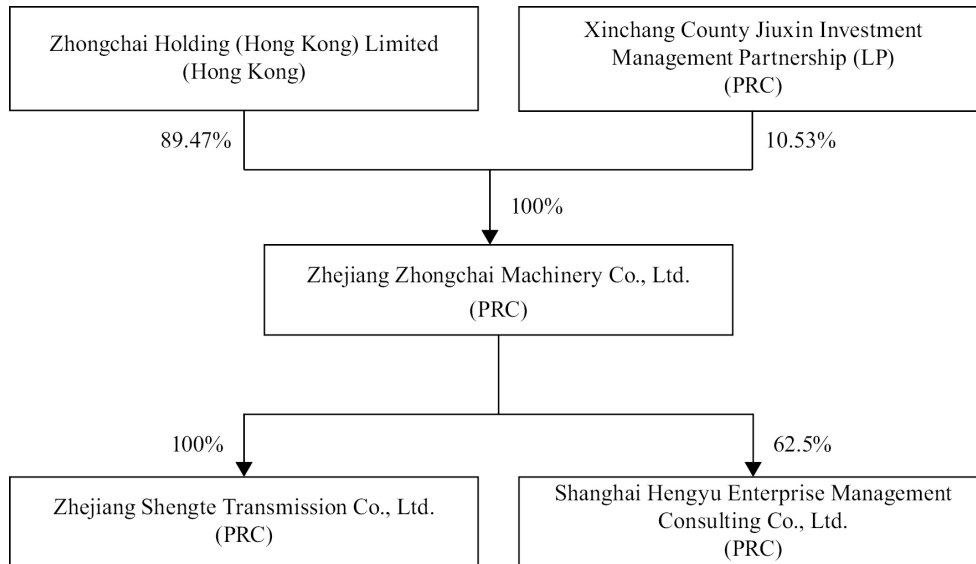 Zhongchai Holding (Hong Kong) Limited
(Hong Kong)
Xinchang County Jiuxin Investment
Management Partnership (LP)
(PRC)
89.47%
10.53%
100%
Zhejiang Zhongchai Machinery Co., Ltd.
(PRC)
100%
62.5%
Zhejiang Shengte Transmission Co., Ltd.
(PRC)
Shanghai Hengyu Enterprise Management
Consulting Co., Ltd.
(PRC)